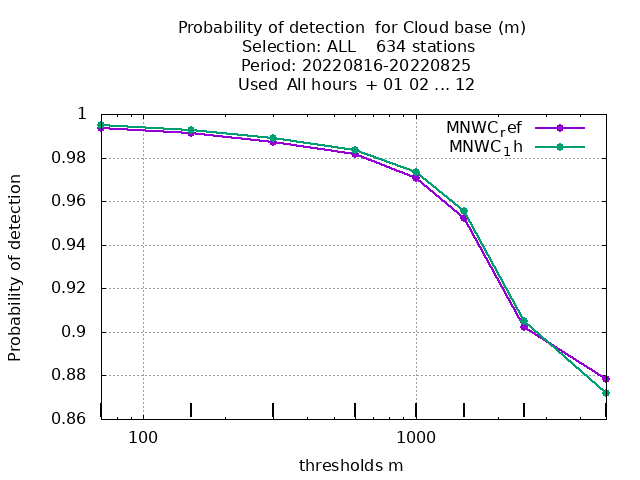 Probability of detection  for Cloud base (m)
Selection: ALL    634 stations
Period: 20220816-20220825
Used  All hours  + 01 02 ... 12
MNWCref
MNWC1h
1
0.98
0.96
0.94
0.92
0.9
0.88
0.86
Probability of detection
100
1000
thresholds m